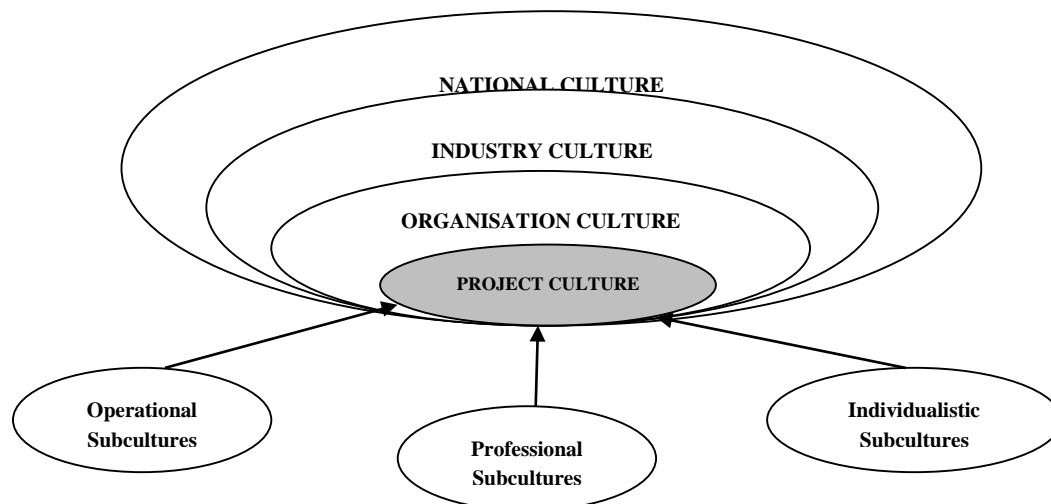 NATIONAL CULTURE
INDUSTRY CULTURE
ORGANISATION CULTURE
PROJECT CULTURE
Operational
Subcultures
Professional
Subcultures
Individualistic
Subcultures